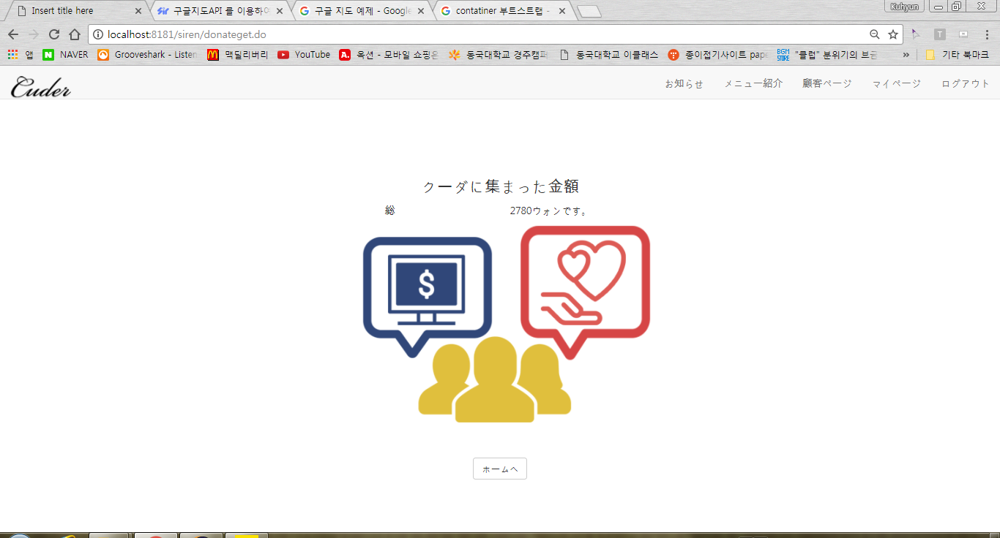 Insert title here
구글지도API 를 이용하여
구글 지도 예제 - Google
contatiner 부트스트랩 -
Kuhyun
localhost:8181/siren/donateget.do
앱 NAVER Grooveshark - Listen 맥딜리버리 YouTube 옥션 - 모바일 쇼핑은 동국대학교 경주캠퍼 동국대학교 이클래스 종이접기사이트 pape "클럽" 분위기의 브금 » 기타 북마크
Cuder
お知らせ メニュー紹介 顧客ページ マイページ ログアウト
クーダに集まった金額
総 2780ウォンです。
$
ホームへ